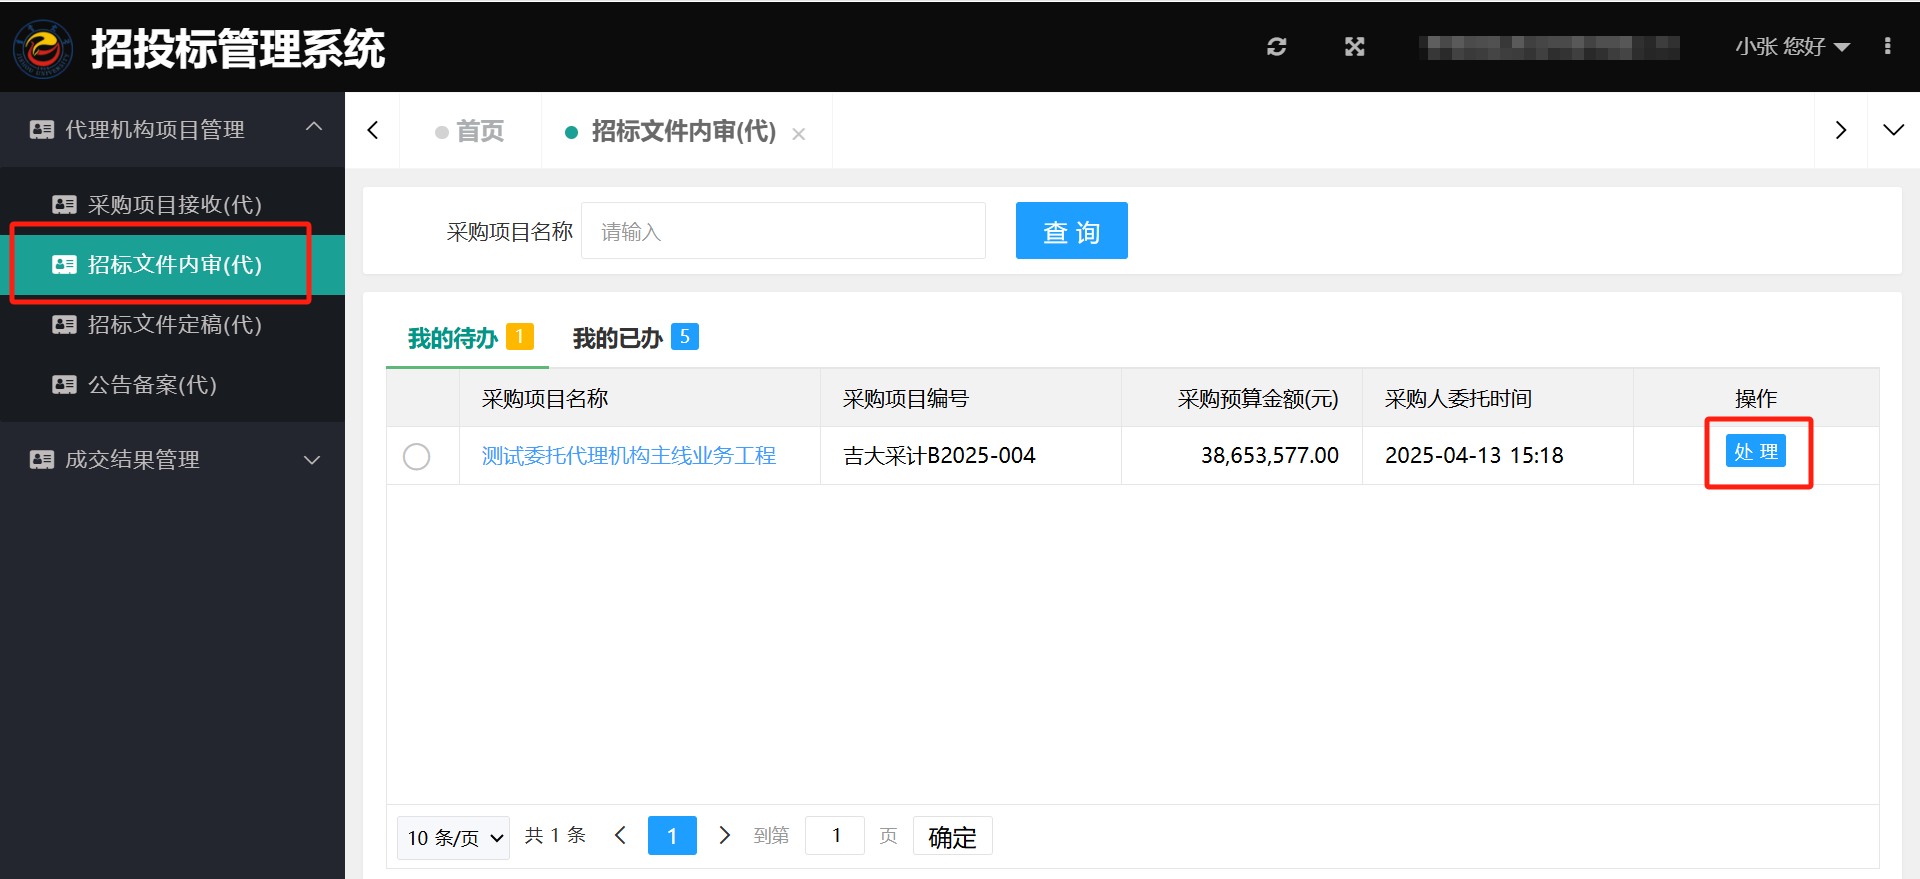 招投标管理系统
小张 您好
代理机构项目管理
采购项目接收(代)
招标文件内审(代)
招标文件定稿(代)
公告备案(代)
成交结果管理
首页
招标文件内审(代)
采购项目名称 请输入 查 询
我的待办 1 我的已办 5
采购项目名称 采购项目编号 采购预算金额(元) 采购人委托时间 操作
测试委托代理机构主线业务工程 吉大采计B2025-004 38,653,577.00 2025-04-13 15:18 处 理
10 条/页 共 1 条 1 到第 1 页 确定